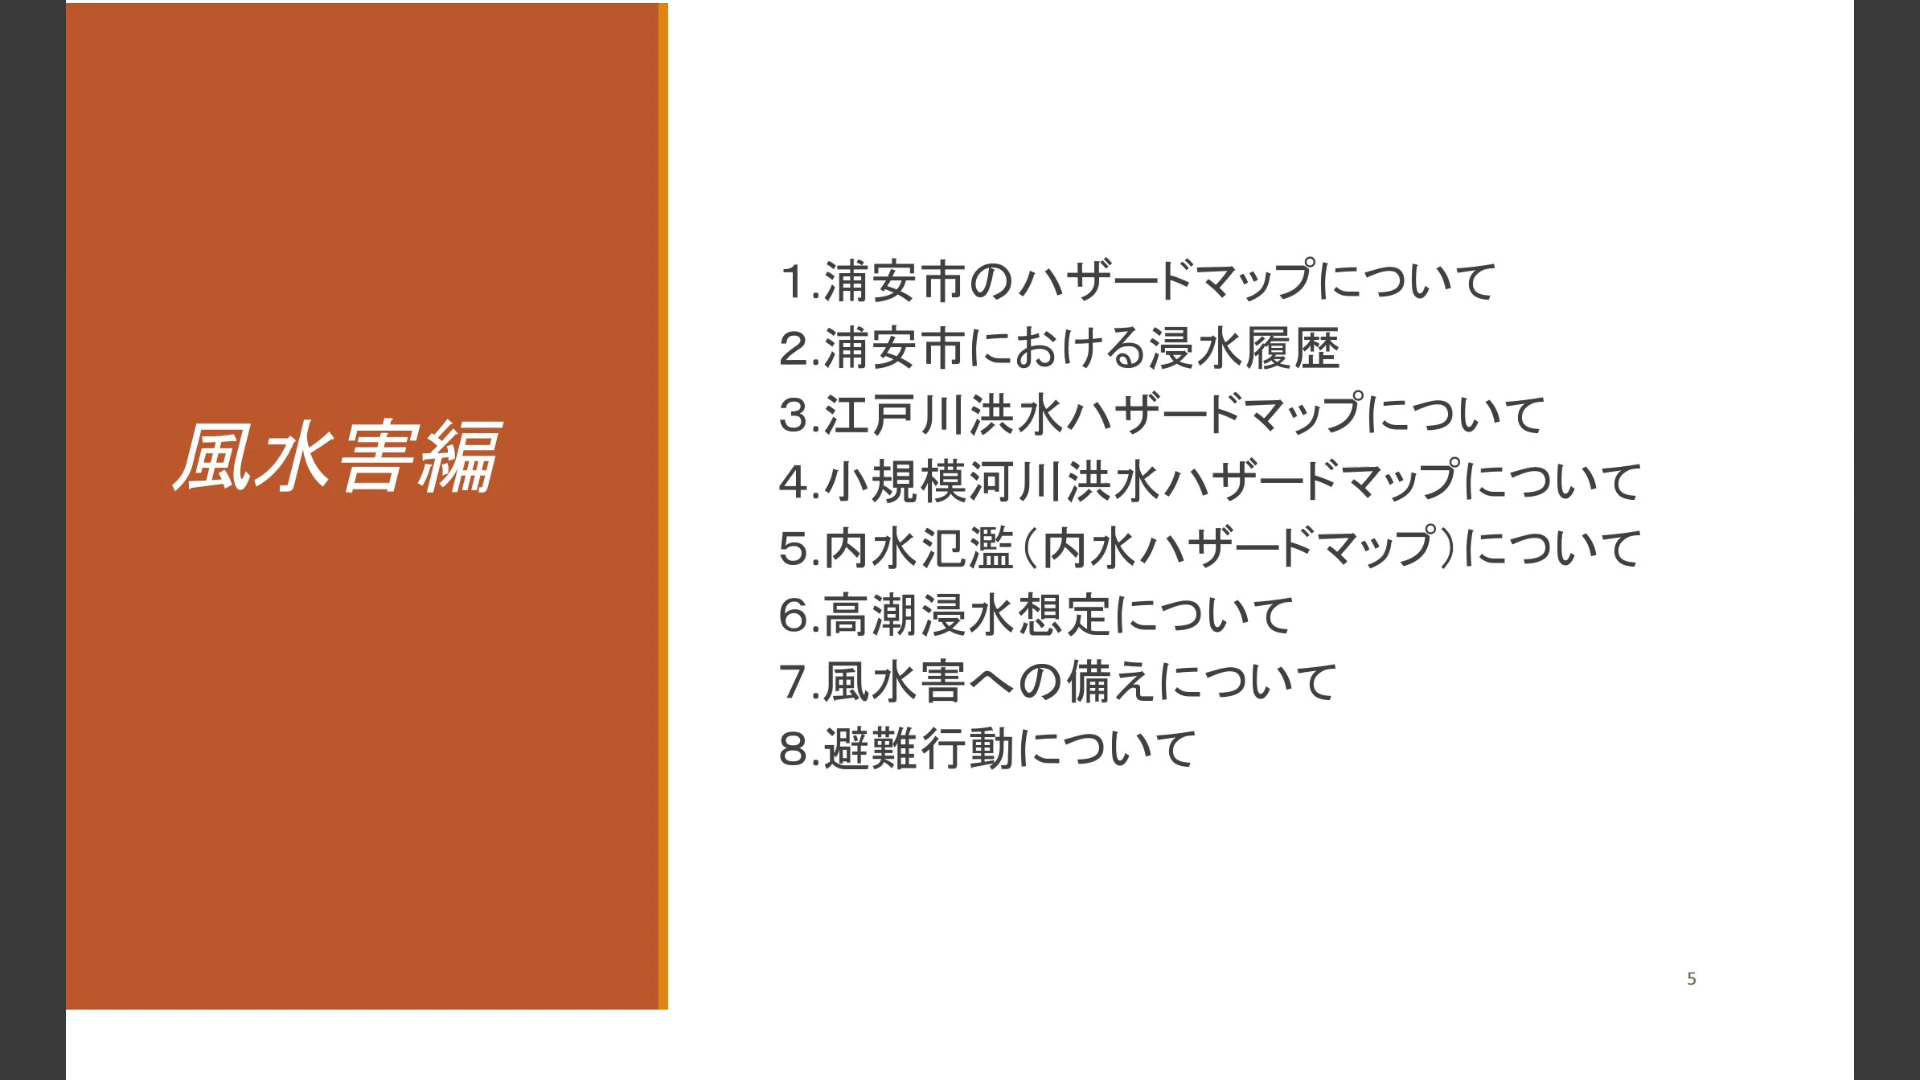 風水害編
１.浦安市のハザードマップについて
２.浦安市における浸水履歴
３.江戸川洪水ハザードマップについて
４.小規模河川洪水ハザードマップについて
５.内水氾濫（内水ハザードマップ）について
６.高潮浸水想定について
７.風水害への備えについて
８.避難行動について
5